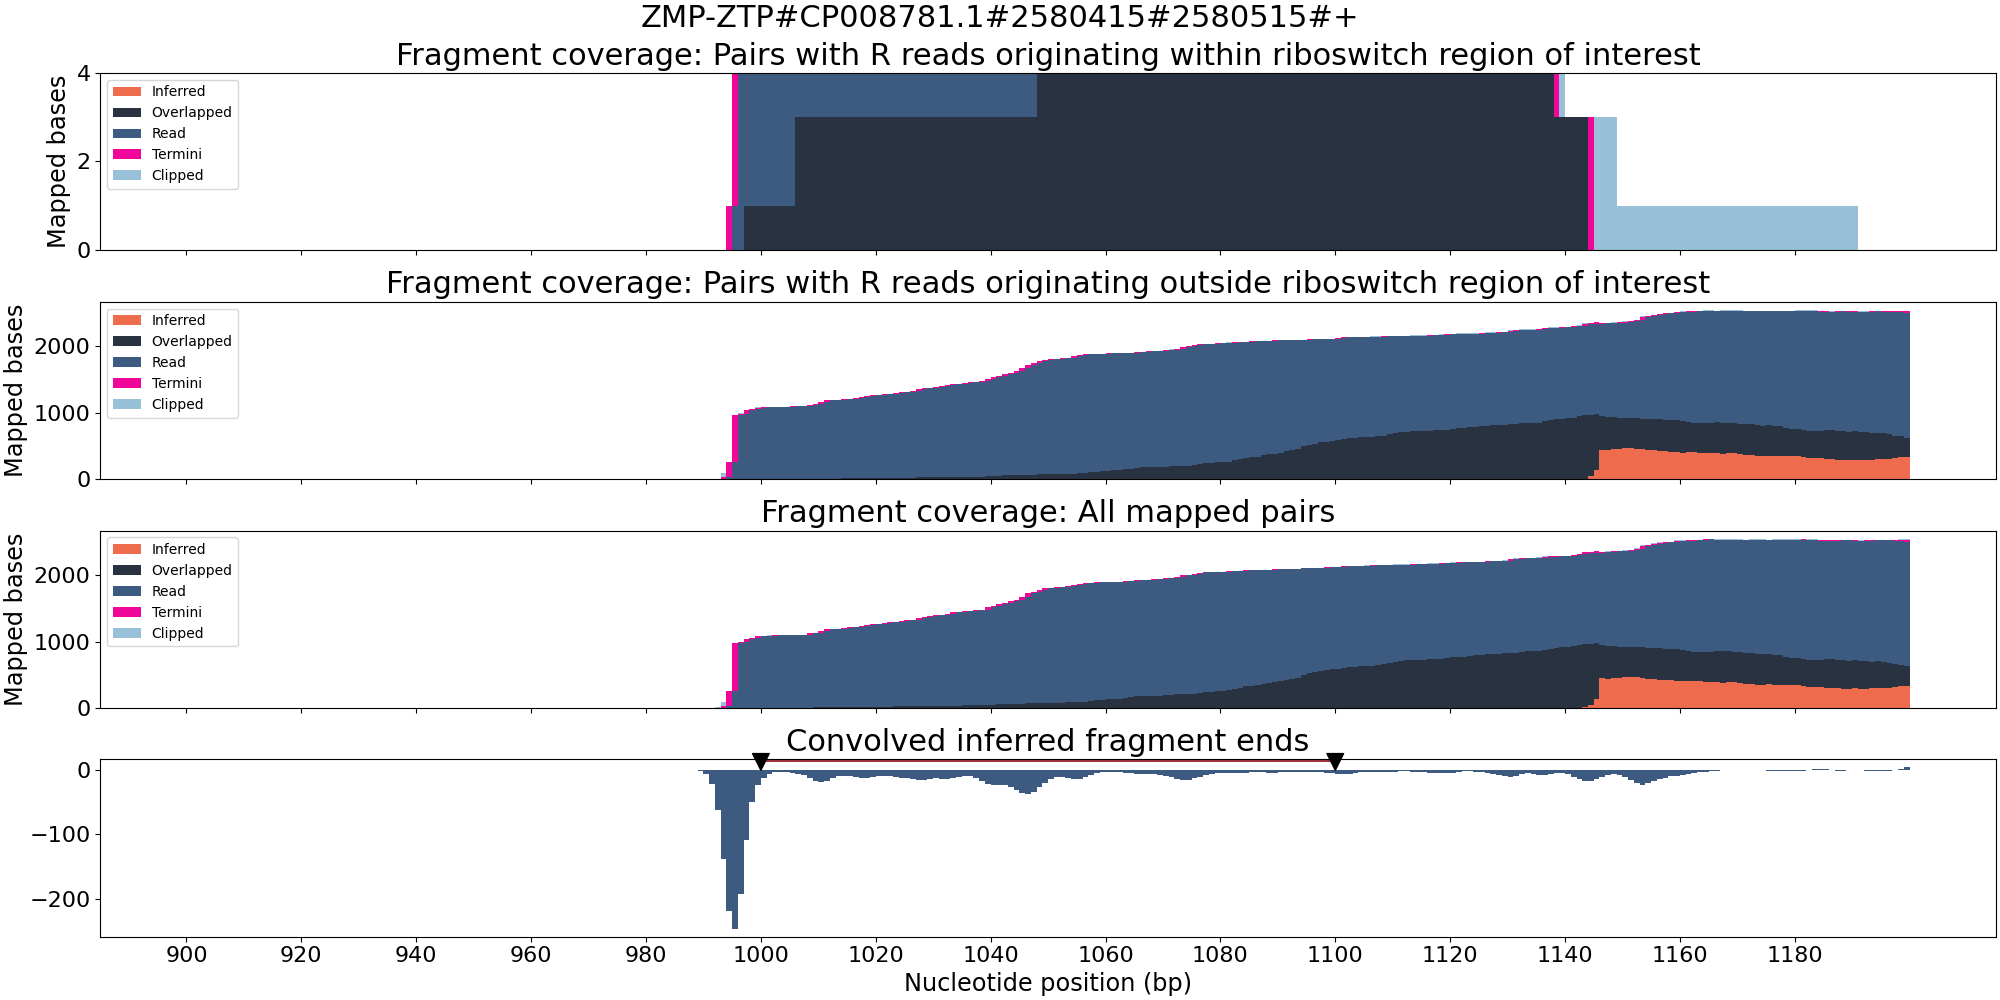 ZMP-ZTP#CP008781.1#2580415#2580515#+
Fragment coverage: Pairs with R reads originating within riboswitch region of interest
Mapped bases
4
2
0
Inferred
Overlapped
Read
Termini
Clipped
Fragment coverage: Pairs with R reads originating outside riboswitch region of interest
Mapped bases
2000
1000
0
Inferred
Overlapped
Read
Termini
Clipped
Fragment coverage: All mapped pairs
Mapped bases
2000
1000
0
Inferred
Overlapped
Read
Termini
Clipped
Convolved inferred fragment ends
0
−100
−200
900 920 940 960 980 1000 1020 1040 1060 1080 1100 1120 1140 1160 1180
Nucleotide position (bp)